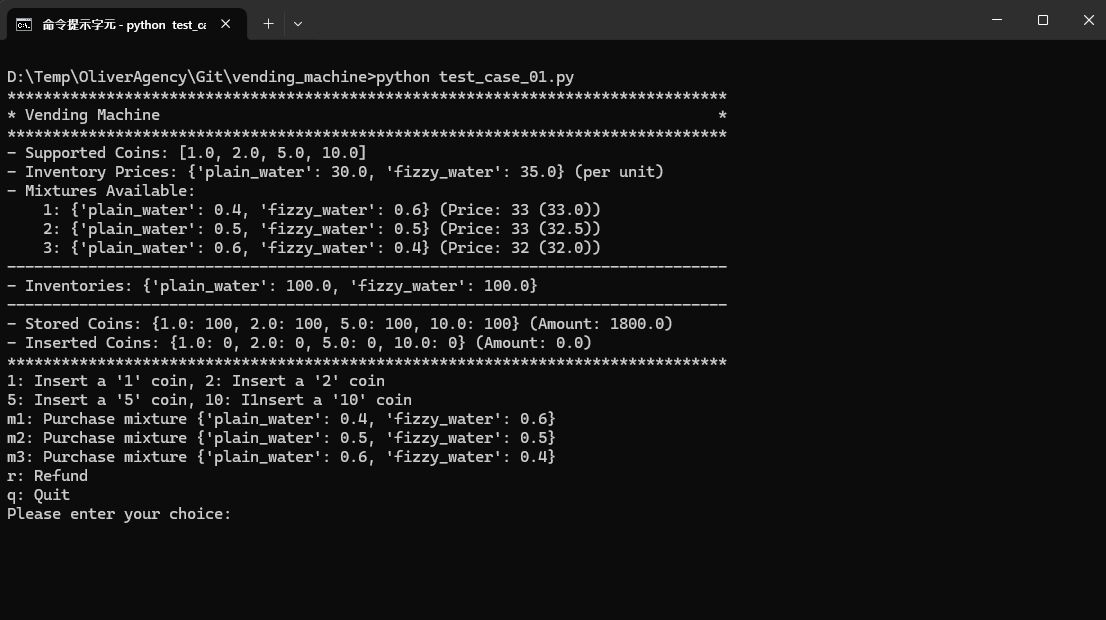 命令提示字元 - python  test_ca
D:\Temp\OliverAgency\Git\vending_machine>python test_case_01.py
********************************************************************************
* Vending Machine                                                              *
********************************************************************************
- Supported Coins: [1.0, 2.0, 5.0, 10.0]
- Inventory Prices: {'plain_water': 30.0, 'fizzy_water': 35.0} (per unit)
- Mixtures Available:
    1: {'plain_water': 0.4, 'fizzy_water': 0.6} (Price: 33 (33.0))
    2: {'plain_water': 0.5, 'fizzy_water': 0.5} (Price: 33 (32.5))
    3: {'plain_water': 0.6, 'fizzy_water': 0.4} (Price: 32 (32.0))
--------------------------------------------------------------------------------
- Inventories: {'plain_water': 100.0, 'fizzy_water': 100.0}
--------------------------------------------------------------------------------
- Stored Coins: {1.0: 100, 2.0: 100, 5.0: 100, 10.0: 100} (Amount: 1800.0)
- Inserted Coins: {1.0: 0, 2.0: 0, 5.0: 0, 10.0: 0} (Amount: 0.0)
********************************************************************************
1: Insert a '1' coin, 2: Insert a '2' coin
5: Insert a '5' coin, 10: I1nsert a '10' coin
m1: Purchase mixture {'plain_water': 0.4, 'fizzy_water': 0.6}
m2: Purchase mixture {'plain_water': 0.5, 'fizzy_water': 0.5}
m3: Purchase mixture {'plain_water': 0.6, 'fizzy_water': 0.4}
r: Refund
q: Quit
Please enter your choice: